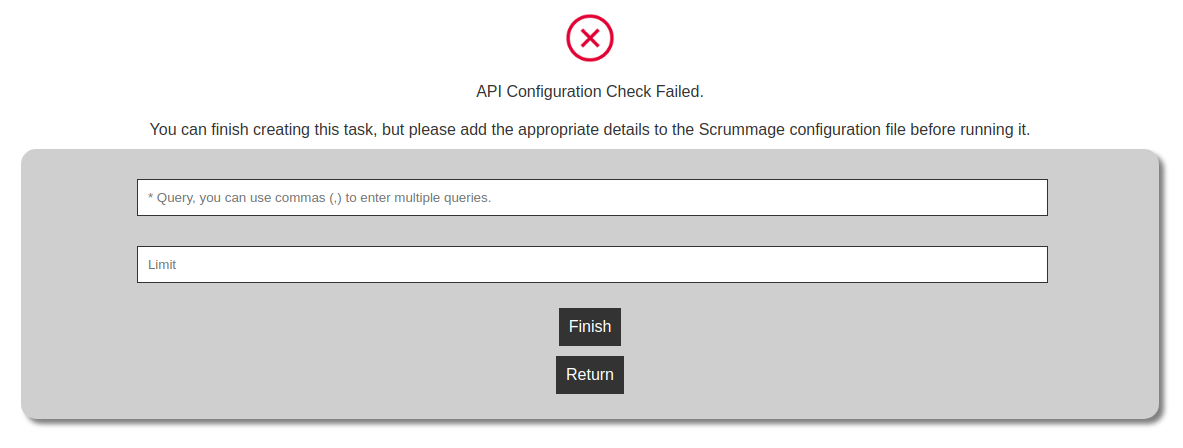 API Configuration Check Failed.
You can finish creating this task, but please add the appropriate details to the Scrummage configuration file before running it.
* Query, you can use commas (,) to enter multiple queries.
Limit
Finish
Return